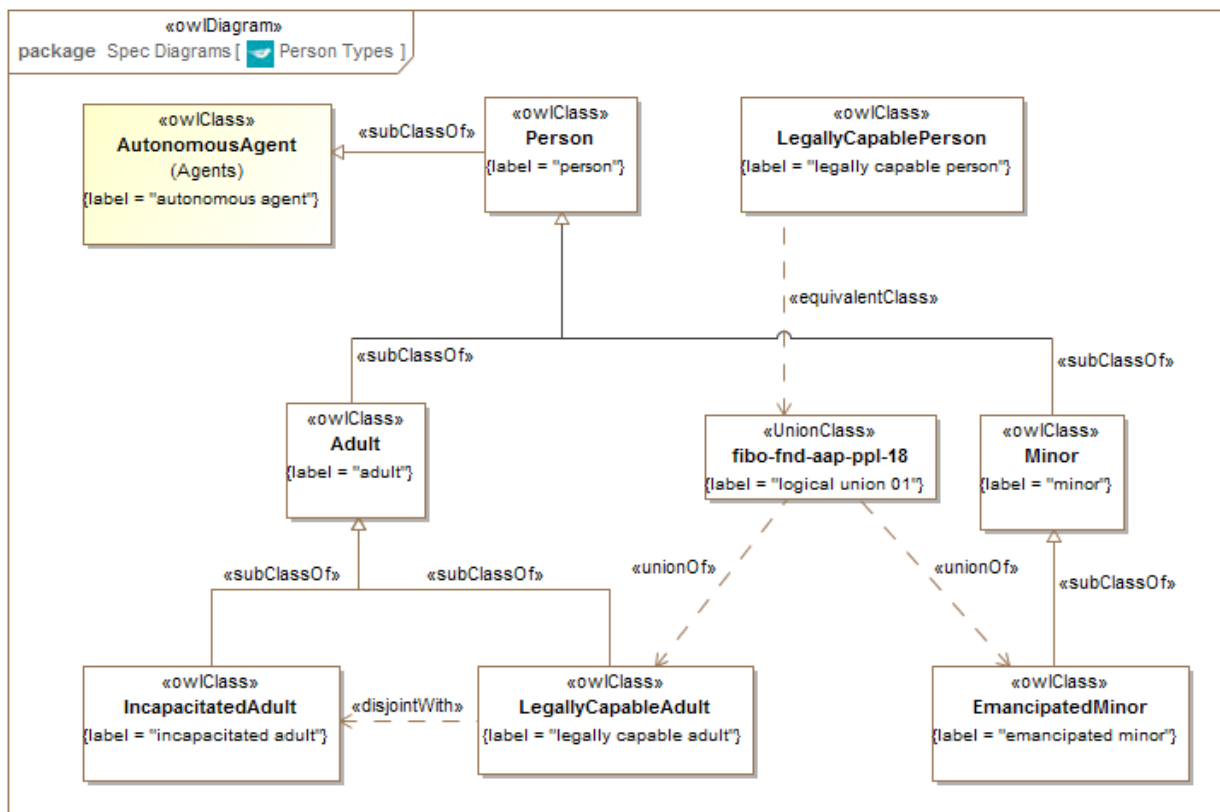 «owlDiagram»
package Spec Diagrams [ Person Types ]
«owlClass»
AutonomousAgent
(Agents)
{label = "autonomous agent"}
«subClassOf»
«owlClass»
Person
{label = "person"}
«owlClass»
LegallyCapablePerson
{label = "legally capable person"}
«equivalentClass»
«subClassOf»
«subClassOf»
«owlClass»
Adult
{label = "adult"}
«UnionClass»
fibo-fnd-aap-ppl-18
{label = "logical union 01"}
«owlClass»
Minor
{label = "minor"}
«subClassOf»
«subClassOf»
«unionOf»
«unionOf»
«subClassOf»
«owlClass»
IncapacitatedAdult
{label = "incapacitated adult"}
«disjointWith»
«owlClass»
LegallyCapableAdult
{label = "legally capable adult"}
«owlClass»
EmancipatedMinor
{label = "emancipated minor"}